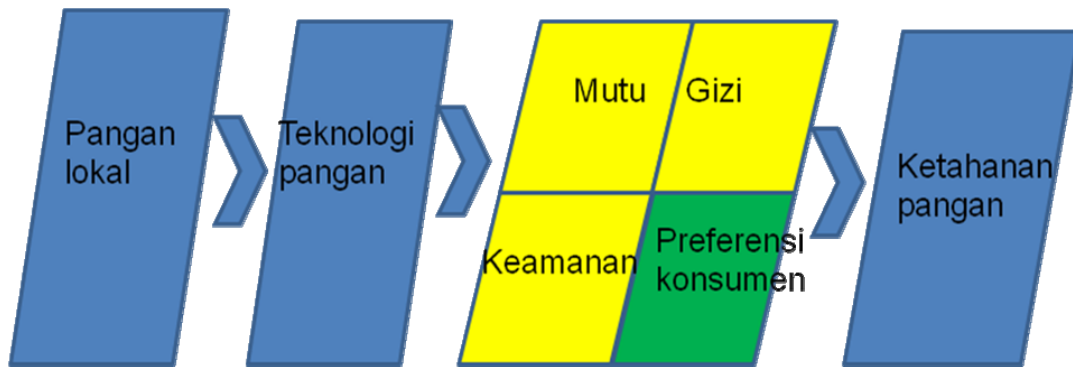 Pangan
lokal
Teknologi
pangan
Mutu
Gizi
Keamanan
Preferensi
konsumen
Ketahanan
pangan